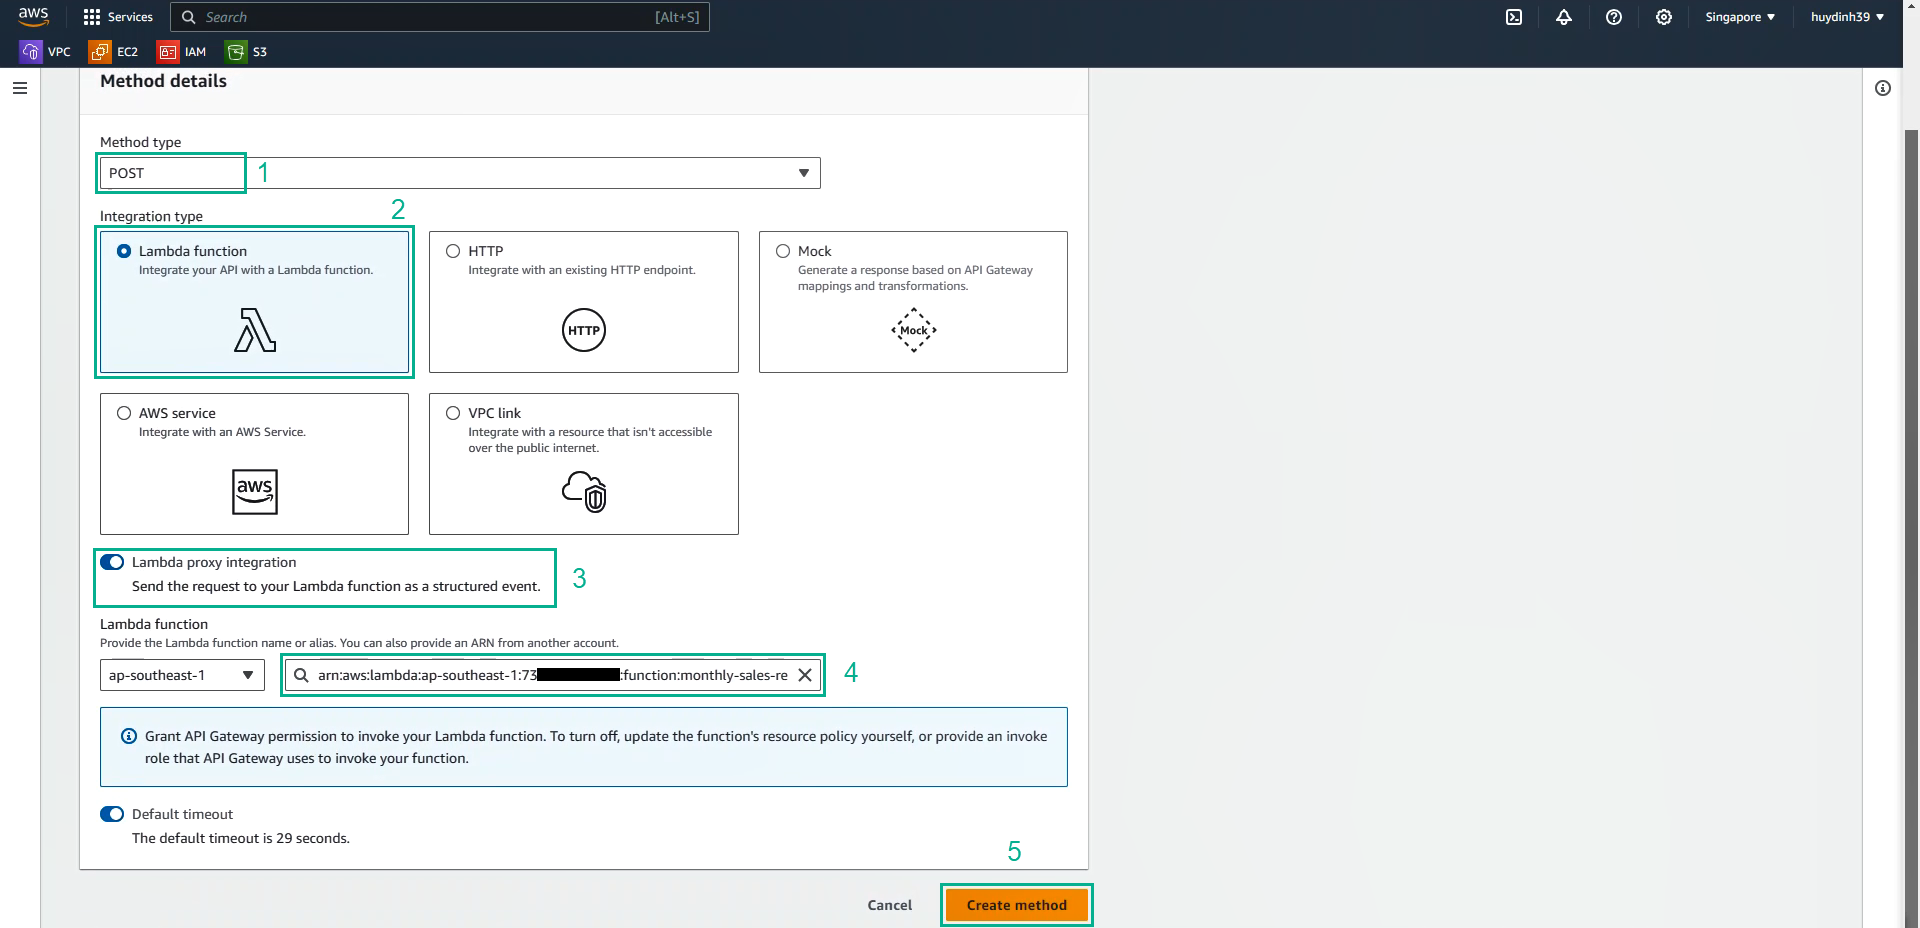 aws
Services
Search
[Alt+S]
Singapore
huydinh39
VPC
EC2
IAM
S3
Method details
Method type
POST
1
2
Integration type
Lambda function
Integrate your API with a Lambda function.
HTTP
Integrate with an existing HTTP endpoint.
HTTP
Mock
Generate a response based on API Gateway
mappings and transformations.
Mock
AWS service
Integrate with an AWS Service.
aws
VPC link
Integrate with a resource that isn't accessible
over the public internet.
Lambda proxy integration
Send the request to your Lambda function as a structured event.
3
Lambda function
Provide the Lambda function name or alias. You can also provide an ARN from another account.
ap-southeast-1
arn:aws:lambda:ap-southeast-1:73 :function:monthly-sales-re
4
Grant API Gateway permission to invoke your Lambda function. To turn off, update the function's resource policy yourself, or provide an invoke
role that API Gateway uses to invoke your function.
Default timeout
The default timeout is 29 seconds.
5
Cancel
Create method